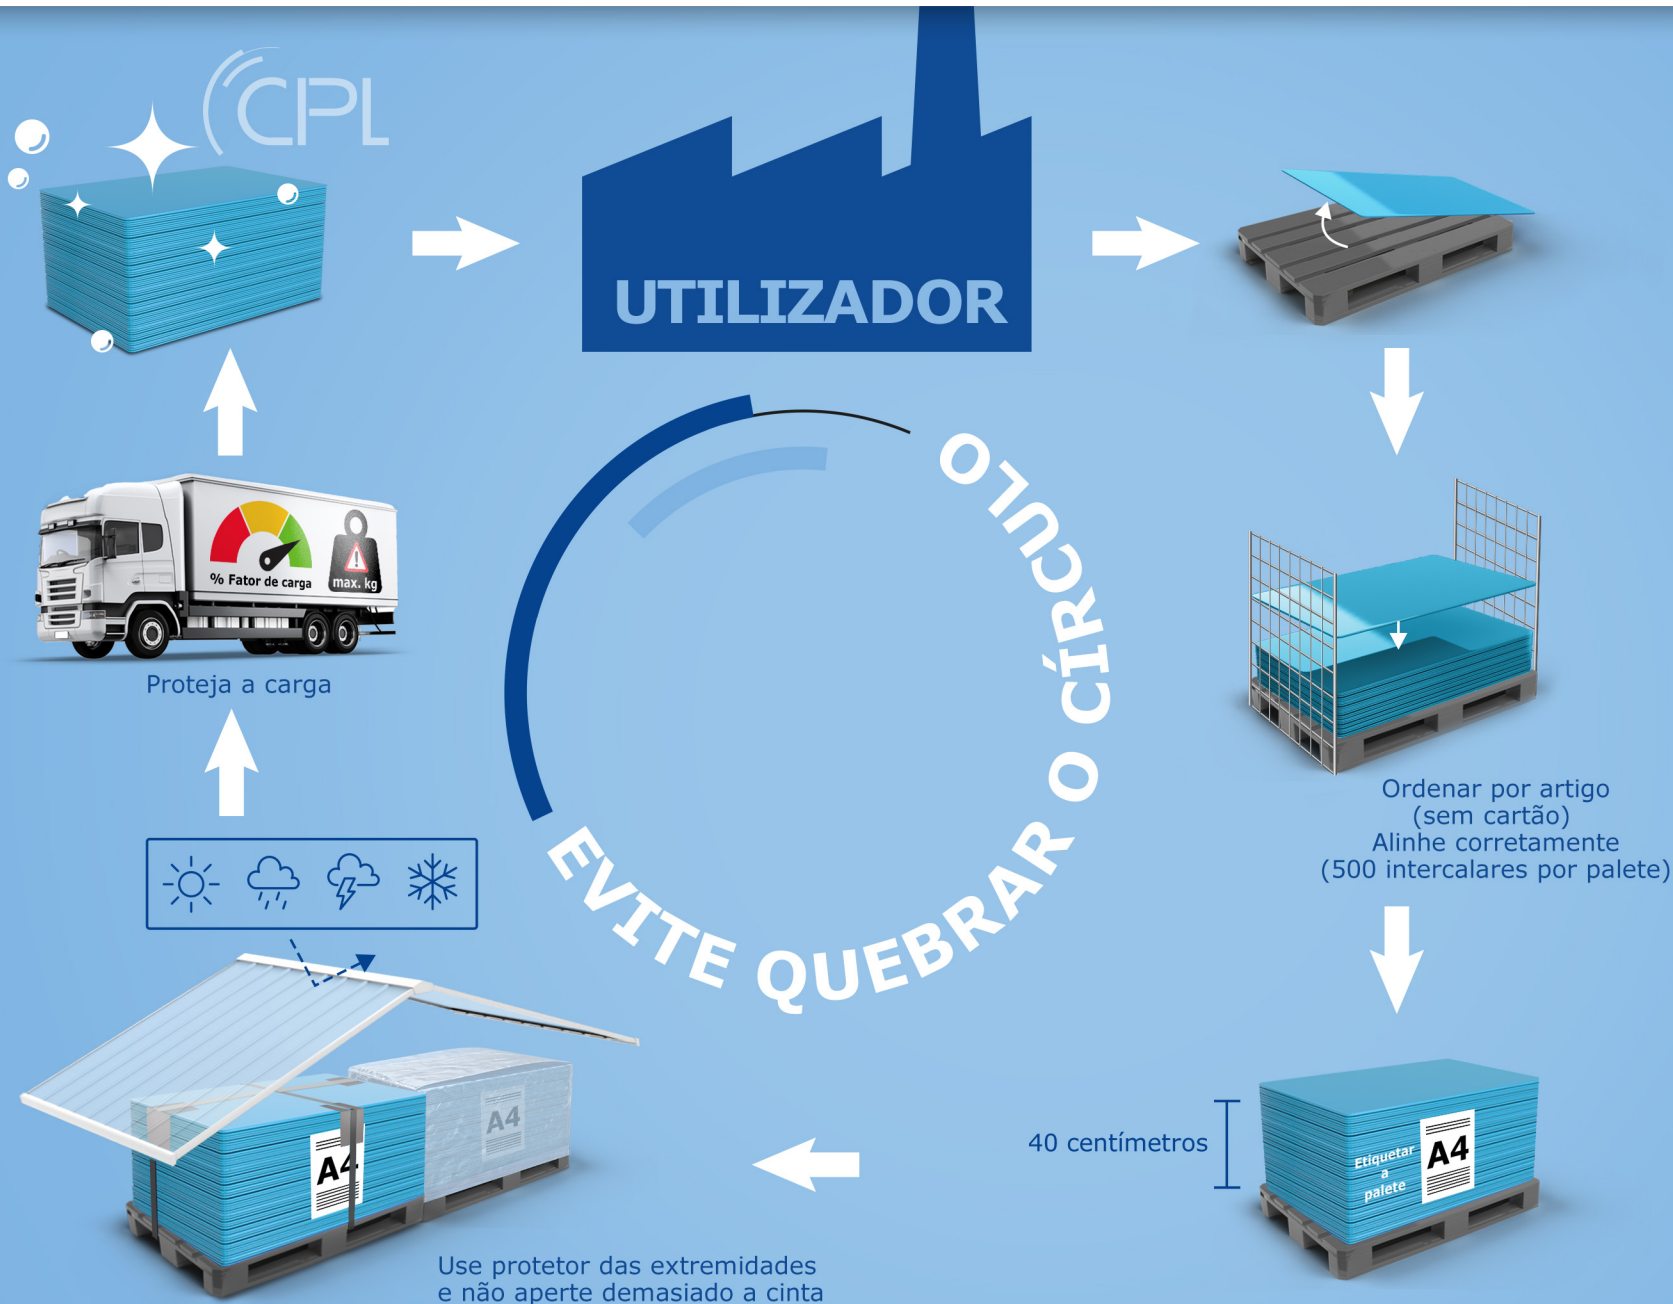 CPL
UTILIZADOR
% Fator de carga
max. kg
Proteja a carga
EVITE QUEBRAR O CÍRCULO
Ordenar por artigo
(sem cartão)
Alinhe corretamente
(500 intercalares por palete)
40 centímetros
Etiquetar
a
palete
A4
A4
A4
Use protetor das extremidades
e não aperte demasiado a cinta